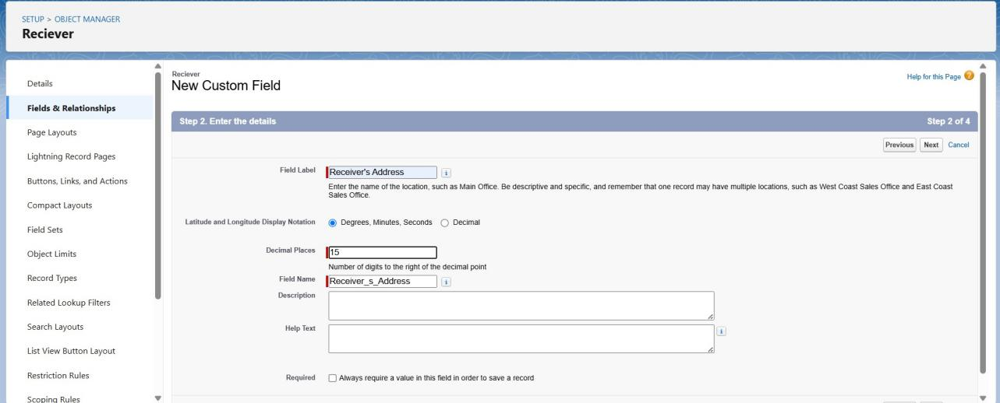 SETUP > OBJECT MANAGER
Reciever
Details
Fields & Relationships
Page Layouts
Lightning Record Pages
Buttons, Links, and Actions
Compact Layouts
Field Sets
Object Limits
Record Types
Related Lookup Filters
Search Layouts
List View Button Layout
Restriction Rules
Scoping Rules
Reciever
New Custom Field
Help for this Page ?
Step 2. Enter the details
Step 2 of 4
Previous Next Cancel
Field Label Receiver's Address i
Enter the name of the location, such as Main Office. Be descriptive and specific, and remember that one record may have multiple locations, such as West Coast Sales Office and East Coast
Sales Office.
Latitude and Longitude Display Notation Degrees, Minutes, Seconds Decimal
Decimal Places 15
Number of digits to the right of the decimal point
Field Name Receiver_s_Address i
Description
Help Text i
Required Always require a value in this field in order to save a record